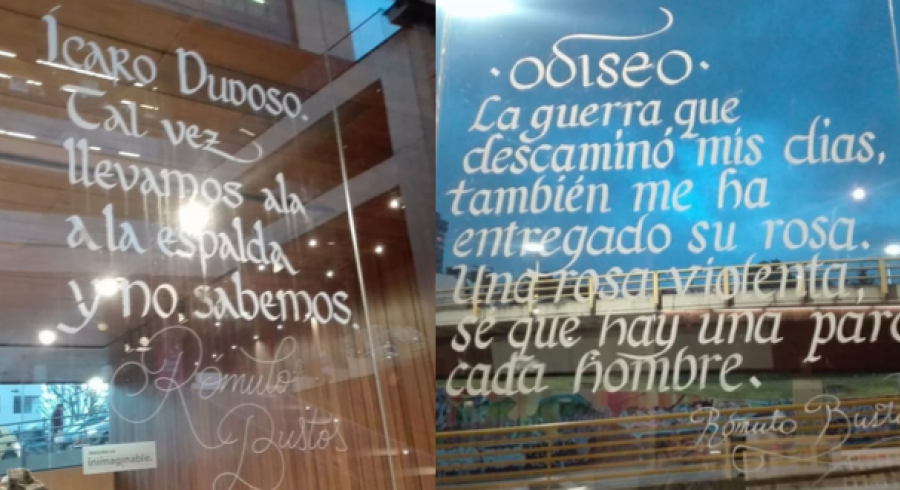 Ícaro Dudoso.
Tal vez
llevamos ala
a la espalda
y no sabemos.
Rómulo
Bustos
inimaginable.
·odiseo·
La guerra que
descaminó mis dias,
también me ha
entregado su rosa.
Una rosa violenta,
sé que hay una para
cada hombre.
Rómulo Bustos